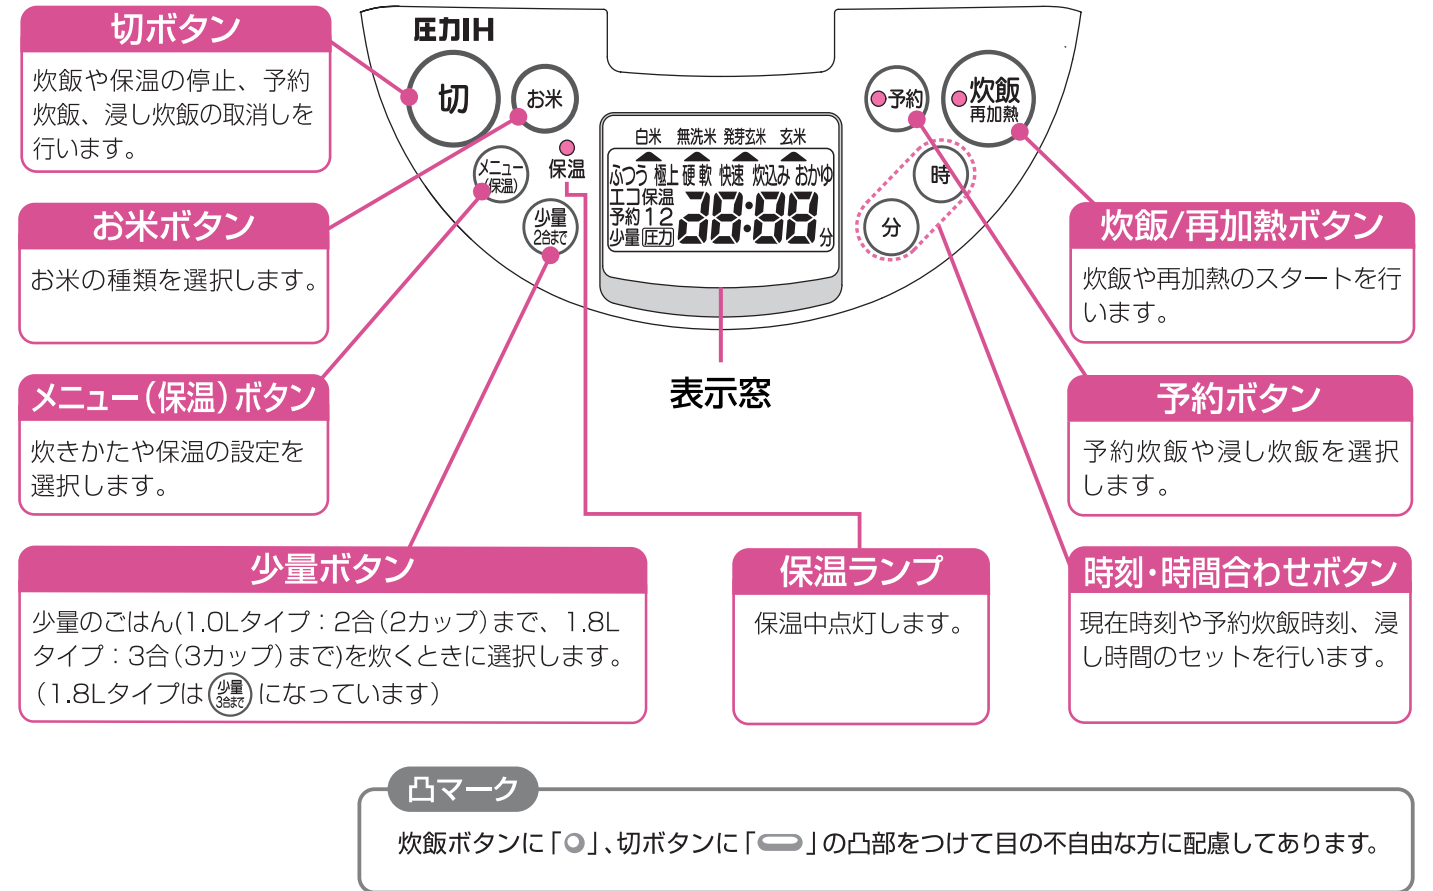 切ボタン
炊飯や保温の停止、予約
炊飯、浸し炊飯の取消しを
行います。
お米ボタン
お米の種類を選択します。
メニュー(保温)ボタン
炊きかたや保温の設定を
選択します。
少量ボタン
少量のごはん(1.0Lタイプ：2合(2カップ)まで、1.8L
タイプ：3合(3カップ)まで)を炊くときに選択します。
(1.8Lタイプは 少量 3合まで になっています)
圧力IH
切
お米
メニュー
(保温)
保温
少量
2合まで
白米 無洗米 発芽玄米 玄米
ふつう 極上 硬 軟 快速 炊込み おかゆ
エコ保温
予約 1 2
少量 圧力
38:88 分
表示窓
予約
炊飯
再加熱
時
分
炊飯/再加熱ボタン
炊飯や再加熱のスタートを行
います。
予約ボタン
予約炊飯や浸し炊飯を選択
します。
保温ランプ
保温中点灯します。
時刻・時間合わせボタン
現在時刻や予約炊飯時刻、浸
し時間のセットを行います。
凸マーク
炊飯ボタンに「」、切ボタンに「」の凸部をつけて目の不自由な方に配慮してあります。